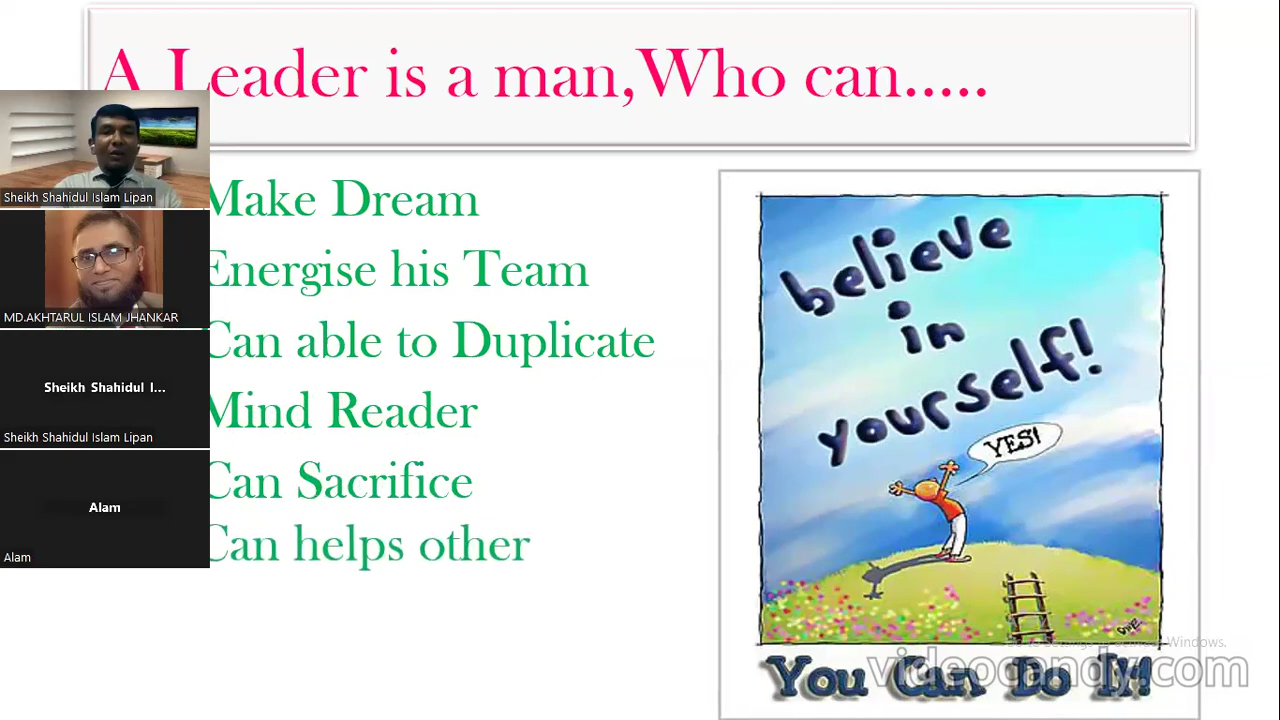 A Leader is a man,Who can.....
Sheikh Shahidul Islam Lipan
MD.AKHTARUL ISLAM JHANKAR
Sheikh Shahidul I...
Sheikh Shahidul Islam Lipan
Alam
Alam
Make Dream
Energise his Team
Can able to Duplicate
Mind Reader
Can Sacrifice
Can helps other
believe
in
yourself!
YES!
You Can Do It!
Windows.
videocandy.com